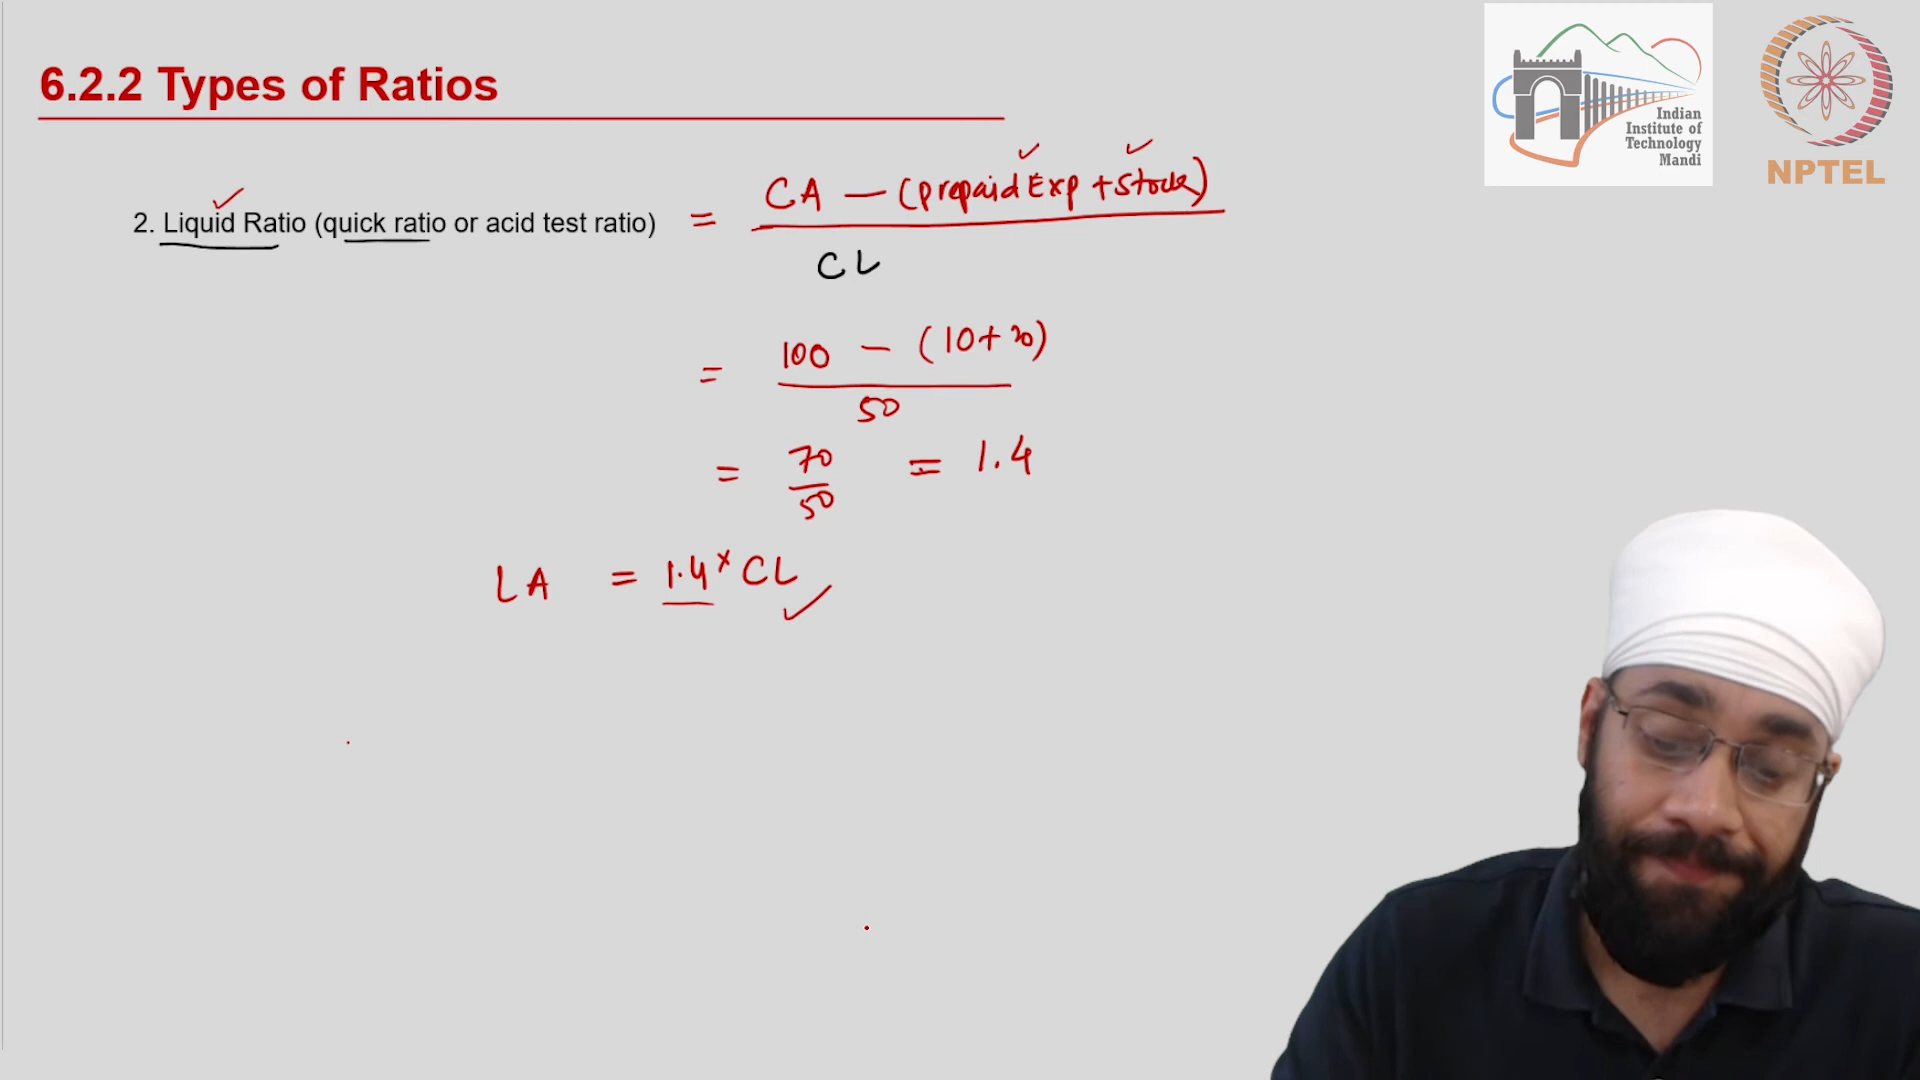 6.2.2 Types of Ratios
Indian
Institute of
Technology
Mandi
NPTEL
2. Liquid Ratio (quick ratio or acid test ratio) = CA — (prepaid Exp + Stock)
CL
= 100 — (10+20)
50
= 70 = 1.4
50
LA = 1.4 x CL